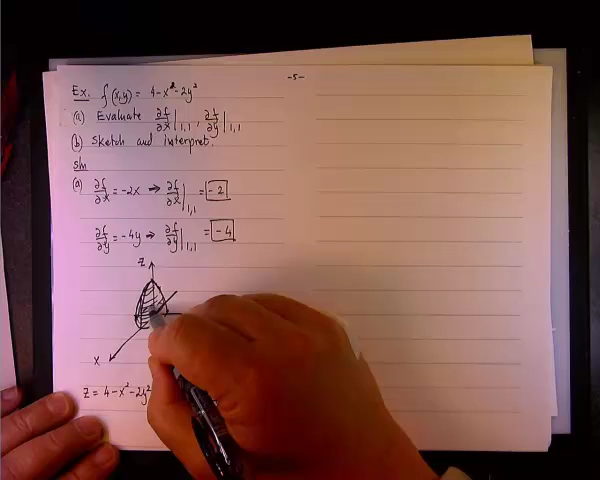 -5-
Ex. f(x,y) = 4-x²-2y²
(a) Evaluate ∂f/∂x|1,1 , ∂f/∂y|1,1
(b) Sketch and interpret.
Sln
(a) ∂f/∂x = -2x → ∂f/∂x|1,1 = -2
∂f/∂y = -4y → ∂f/∂y|1,1 = -4
z
x
z = 4-x²-2y²